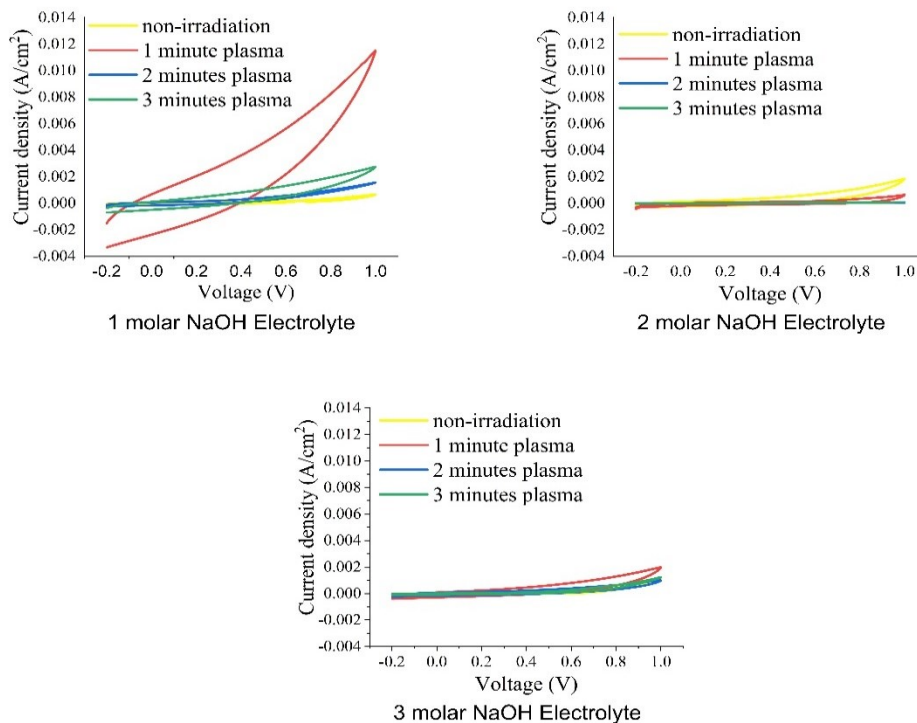 0.014
0.012
0.010
0.008
0.006
0.004
0.002
0.000
-0.002
-0.004
Current density (A/cm²)
non-irradiation
1 minute plasma
2 minutes plasma
3 minutes plasma
-0.2 0.0 0.2 0.4 0.6 0.8 1.0
Voltage (V)
1 molar NaOH Electrolyte
0.014
0.012
0.010
0.008
0.006
0.004
0.002
0.000
-0.002
-0.004
Current density (A/cm²)
non-irradiation
1 minute plasma
2 minutes plasma
3 minutes plasma
-0.2 0.0 0.2 0.4 0.6 0.8 1.0
Voltage (V)
2 molar NaOH Electrolyte
0.014
0.012
0.010
0.008
0.006
0.004
0.002
0.000
-0.002
-0.004
Current density (A/cm²)
non-irradiation
1 minute plasma
2 minutes plasma
3 minutes plasma
-0.2 0.0 0.2 0.4 0.6 0.8 1.0
Voltage (V)
3 molar NaOH Electrolyte